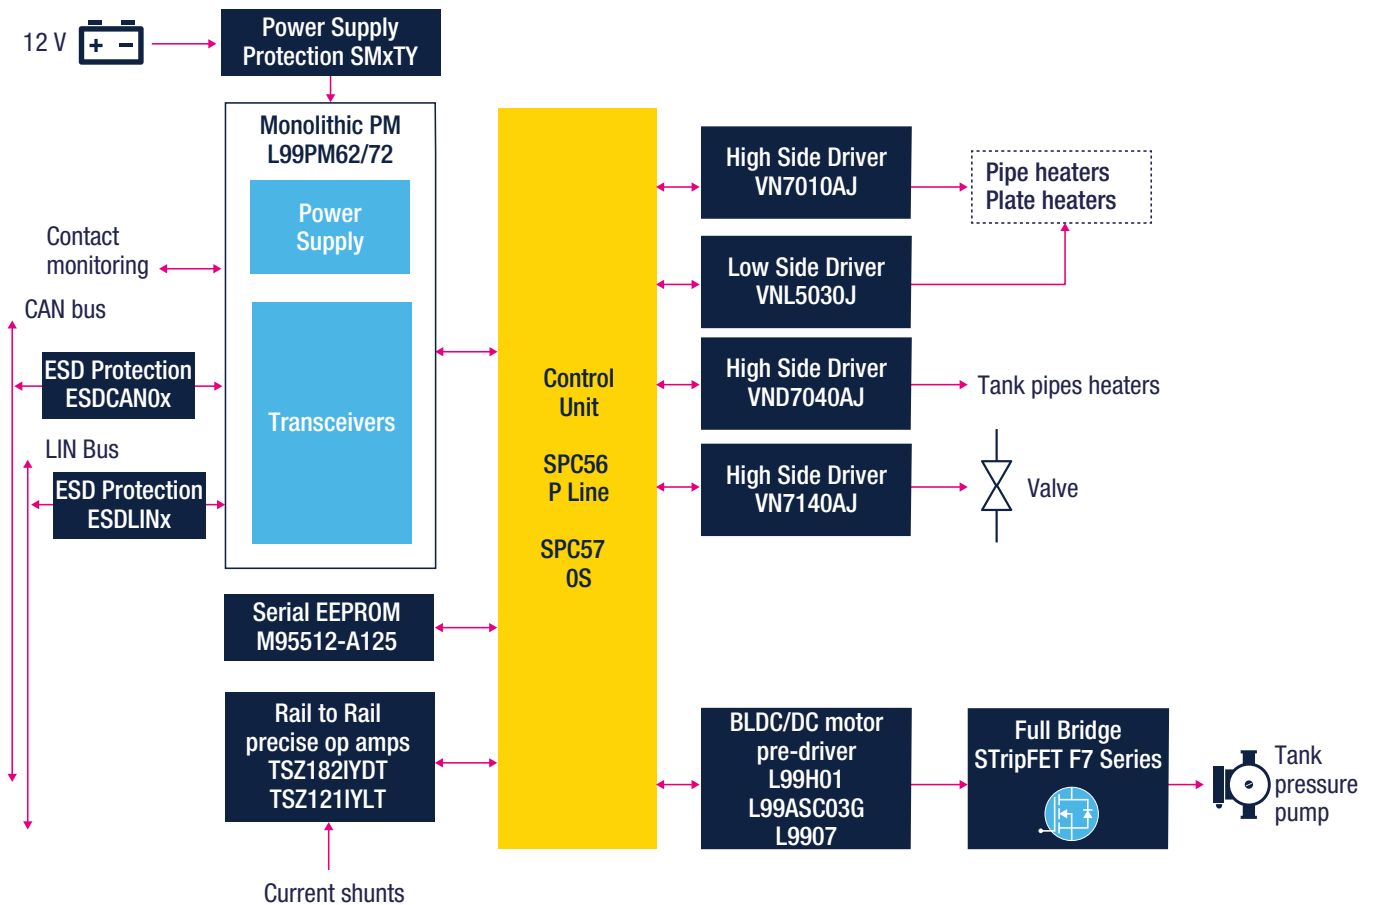 12 V
Power Supply
Protection SMxTY
Monolithic PM
L99PM62/72
Power
Supply
Transceivers
Contact
monitoring
CAN bus
ESD Protection
ESDCAN0x
LIN Bus
ESD Protection
ESDLINx
Serial EEPROM
M95512-A125
Rail to Rail
precise op amps
TSZ182IYDT
TSZ121IYLT
Current shunts
Control
Unit
SPC56
P Line
SPC57
0S
High Side Driver
VN7010AJ
Pipe heaters
Plate heaters
Low Side Driver
VNL5030J
High Side Driver
VND7040AJ
Tank pipes heaters
High Side Driver
VN7140AJ
Valve
BLDC/DC motor
pre-driver
L99H01
L99ASC03G
L9907
Full Bridge
STripFET F7 Series
Tank
pressure
pump